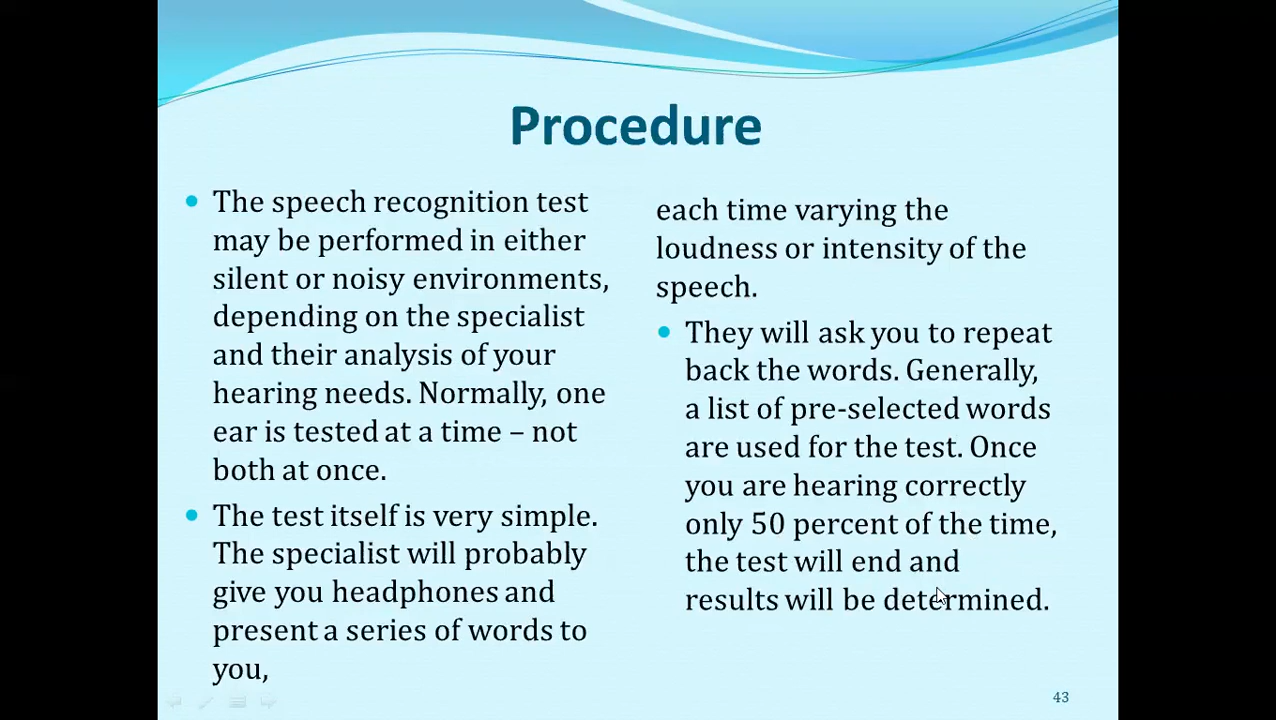 Procedure
The speech recognition test
may be performed in either
silent or noisy environments,
depending on the specialist
and their analysis of your
hearing needs. Normally, one
ear is tested at a time – not
both at once.
The test itself is very simple.
The specialist will probably
give you headphones and
present a series of words to
you,
each time varying the
loudness or intensity of the
speech.
They will ask you to repeat
back the words. Generally,
a list of pre-selected words
are used for the test. Once
you are hearing correctly
only 50 percent of the time,
the test will end and
results will be determined.
43